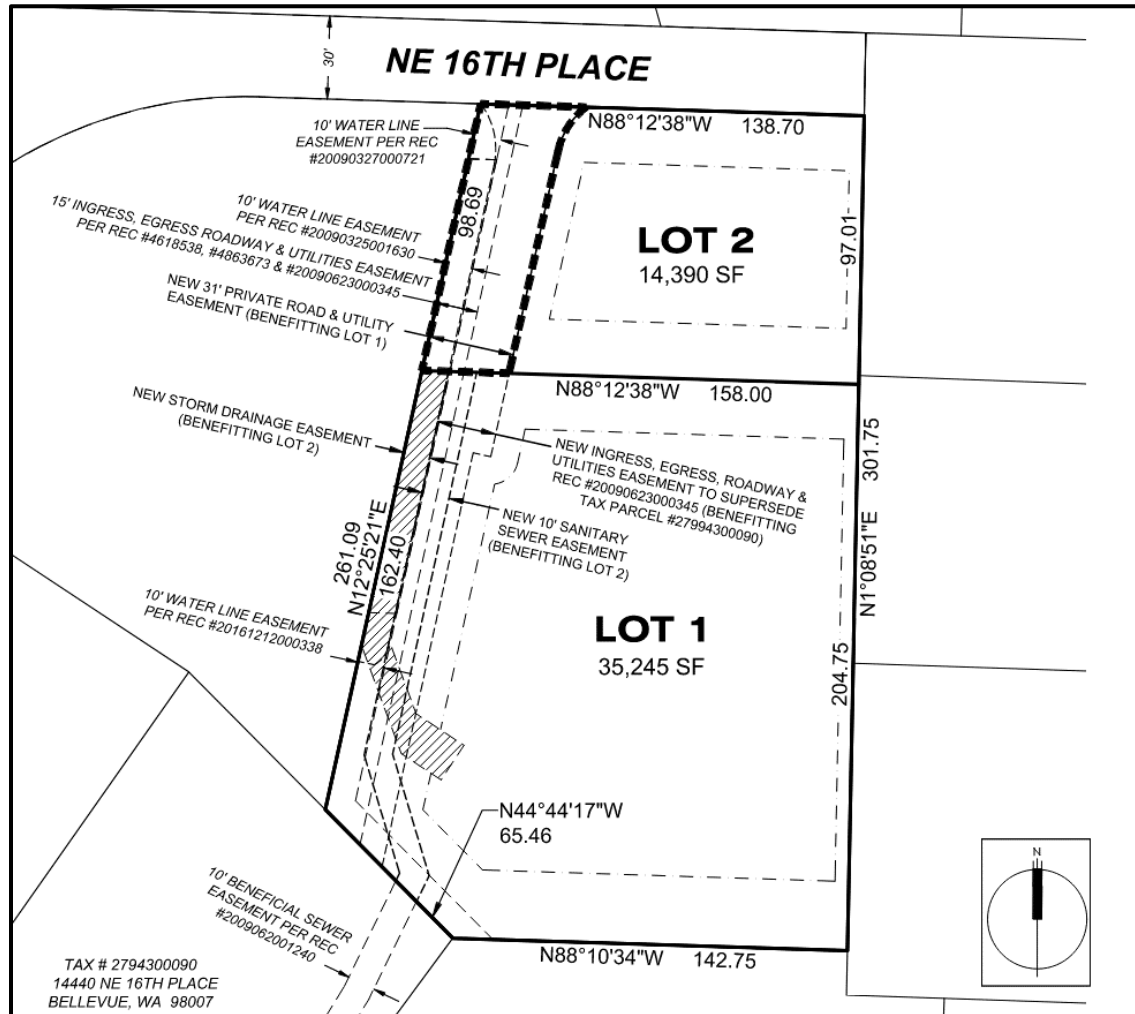 NE 16TH PLACE
30'
10' WATER LINE
EASEMENT PER REC
#20090327000721
N88°12'38"W 138.70
10' WATER LINE EASEMENT
PER REC #20090325001630
15' INGRESS, EGRESS ROADWAY & UTILITIES EASEMENT
PER REC #4618538, #4863673 & #20090623000345
NEW 31' PRIVATE ROAD & UTILITY
EASEMENT (BENEFITTING LOT 1)
98.69
LOT 2
14,390 SF
97.01
N88°12'38"W 158.00
NEW STORM DRAINAGE EASEMENT
(BENEFITTING LOT 2)
NEW INGRESS, EGRESS, ROADWAY &
UTILITIES EASEMENT TO SUPERSEDE
REC #20090623000345 (BENEFITTING
TAX PARCEL #27994300090)
NEW 10' SANITARY
SEWER EASEMENT
(BENEFITTING LOT 2)
261.09
N12°25'21"E
162.40
N1°08'51"E 301.75
10' WATER LINE EASEMENT
PER REC #20161212000338
LOT 1
35,245 SF
204.75
N44°44'17"W
65.46
10' BENEFICIAL SEWER
EASEMENT PER REC
#2009062001240
N88°10'34"W 142.75
N
TAX # 2794300090
14440 NE 16TH PLACE
BELLEVUE, WA 98007